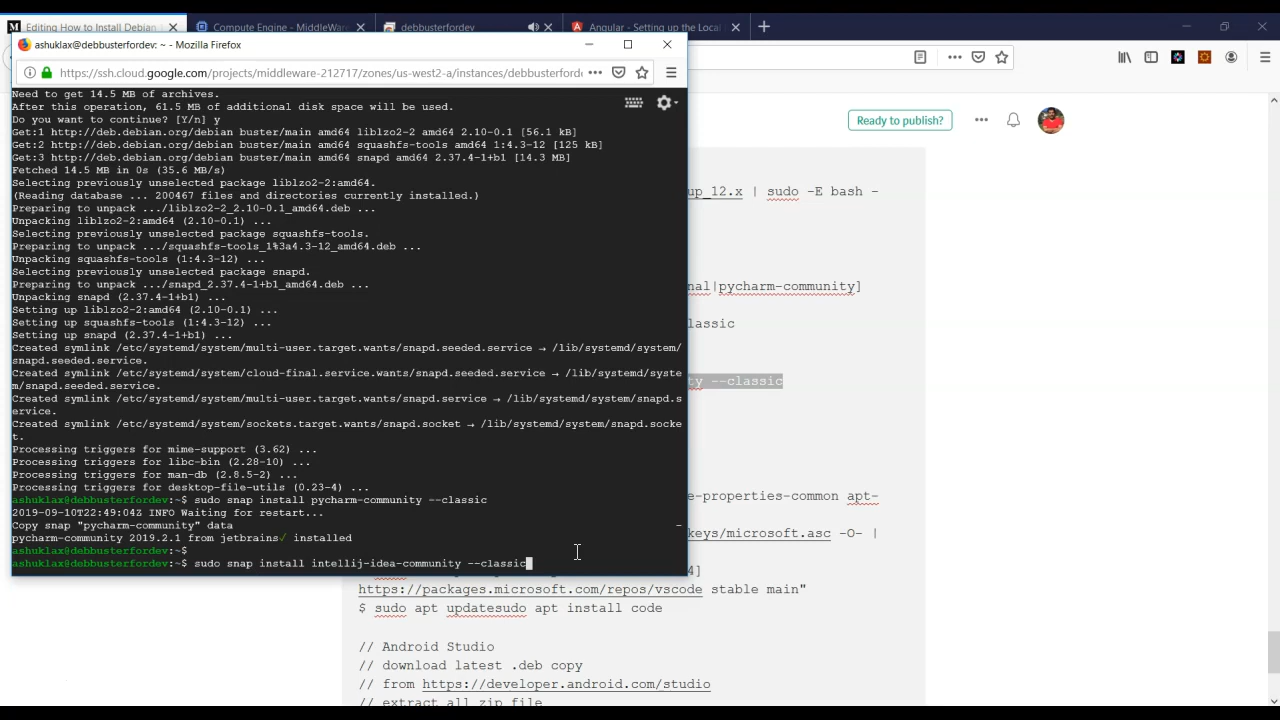 Editing How to Install Debian
Compute Engine - MiddleWar
debbusterfordev
Angular - Setting up the Local
ashuklax@debbusterfordev: ~ - Mozilla Firefox
https://ssh.cloud.google.com/projects/middleware-212717/zones/us-west2-a/instances/debbusterforde
Need to get 14.5 MB of archives.
After this operation, 61.5 MB of additional disk space will be used.
Do you want to continue? [Y/n] y
Get:1 http://deb.debian.org/debian buster/main amd64 liblzo2-2 amd64 2.10-0.1 [56.1 kB]
Get:2 http://deb.debian.org/debian buster/main amd64 squashfs-tools amd64 1:4.3-12 [125 kB]
Get:3 http://deb.debian.org/debian buster/main amd64 snapd amd64 2.37.4-1+b1 [14.3 MB]
Fetched 14.5 MB in 0s (35.6 MB/s)
Selecting previously unselected package liblzo2-2:amd64.
(Reading database ... 200467 files and directories currently installed.)
Preparing to unpack .../liblzo2-2_2.10-0.1_amd64.deb ...
Unpacking liblzo2-2:amd64 (2.10-0.1) ...
Selecting previously unselected package squashfs-tools.
Preparing to unpack .../squashfs-tools_1%3a4.3-12_amd64.deb ...
Unpacking squashfs-tools (1:4.3-12) ...
Selecting previously unselected package snapd.
Preparing to unpack .../snapd_2.37.4-1+b1_amd64.deb ...
Unpacking snapd (2.37.4-1+b1) ...
Setting up liblzo2-2:amd64 (2.10-0.1) ...
Setting up squashfs-tools (1:4.3-12) ...
Setting up snapd (2.37.4-1+b1) ...
Created symlink /etc/systemd/system/multi-user.target.wants/snapd.seeded.service → /lib/systemd/system/
snapd.seeded.service.
Created symlink /etc/systemd/system/cloud-final.service.wants/snapd.seeded.service → /lib/systemd/syste
m/snapd.seeded.service.
Created symlink /etc/systemd/system/multi-user.target.wants/snapd.service → /lib/systemd/system/snapd.s
ervice.
Created symlink /etc/systemd/system/sockets.target.wants/snapd.socket → /lib/systemd/system/snapd.socke
t.
Processing triggers for mime-support (3.62) ...
Processing triggers for libc-bin (2.28-10) ...
Processing triggers for man-db (2.8.5-2) ...
Processing triggers for desktop-file-utils (0.23-4) ...
ashuklax@debbusterfordev:~$ sudo snap install pycharm-community --classic
2019-09-10T22:49:04Z INFO Waiting for restart...
Copy snap "pycharm-community" data -
pycharm-community 2019.2.1 from jetbrains✓ installed
ashuklax@debbusterfordev:~$
ashuklax@debbusterfordev:~$ sudo snap install intellij-idea-community --classic
Ready to publish?
up_12.x | sudo -E bash -
nal|pycharm-community]
lassic
ty --classic
e-properties-common apt-
keys/microsoft.asc -O- |
4]
https://packages.microsoft.com/repos/vscode stable main"
$ sudo apt updatesudo apt install code
// Android Studio
// download latest .deb copy
// from https://developer.android.com/studio
// extract all zip file